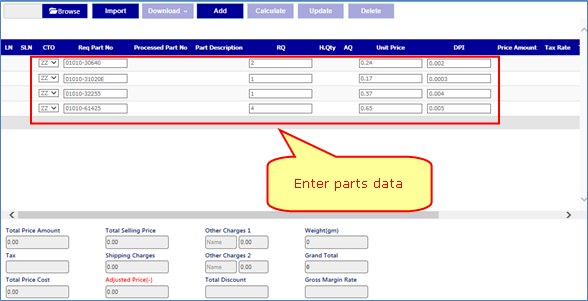 Browse Import Download Add Calculate Update Delete
LN SLN CTO Req Part No Processed Part No Part Description RQ H.Qty AQ Unit Price DPI Price Amount Tax Rate
ZZ 01010-30640 2 0.24 0.002
ZZ 01010-31020E 1 0.17 0.0003
ZZ 01010-32255 1 0.57 0.004
ZZ 01010-61425 4 0.65 0.005
Enter parts data
Total Price Amount Total Selling Price Other Charges 1 Weight(gm)
0.00 0.00 Name 0.00 0
Tax Shipping Charges Other Charges 2 Grand Total
0.00 Name 0.00 0
Total Price Cost Adjusted Price(-) Total Discount Gross Margin Rate
0.00 0.00